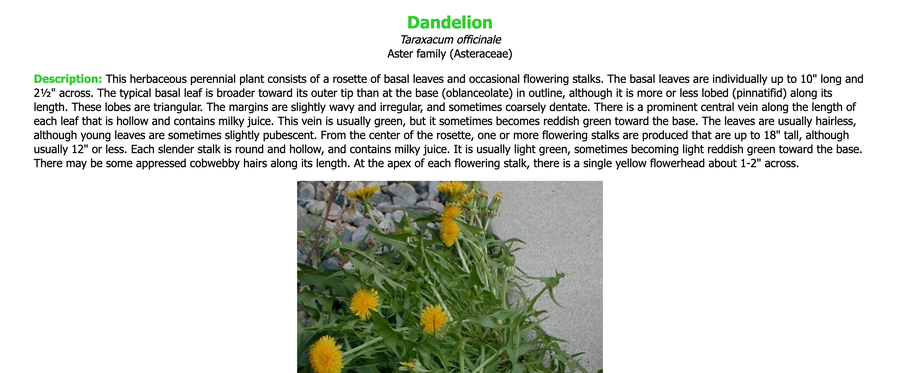 Dandelion
Taraxacum officinale
Aster family (Asteraceae)
Description: This herbaceous perennial plant consists of a rosette of basal leaves and occasional flowering stalks. The basal leaves are individually up to 10" long and
2½" across. The typical basal leaf is broader toward its outer tip than at the base (oblanceolate) in outline, although it is more or less lobed (pinnatifid) along its
length. These lobes are triangular. The margins are slightly wavy and irregular, and sometimes coarsely dentate. There is a prominent central vein along the length of
each leaf that is hollow and contains milky juice. This vein is usually green, but it sometimes becomes reddish green toward the base. The leaves are usually hairless,
although young leaves are sometimes slightly pubescent. From the center of the rosette, one or more flowering stalks are produced that are up to 18" tall, although
usually 12" or less. Each slender stalk is round and hollow, and contains milky juice. It is usually light green, sometimes becoming light reddish green toward the base.
There may be some appressed cobwebby hairs along its length. At the apex of each flowering stalk, there is a single yellow flowerhead about 1-2" across.